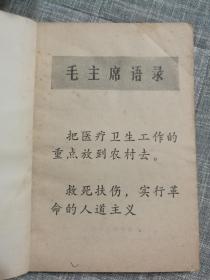 毛主席语录
把医疗卫生工作的
重点放到农村去。
救死扶伤，实行革
命的人道主义